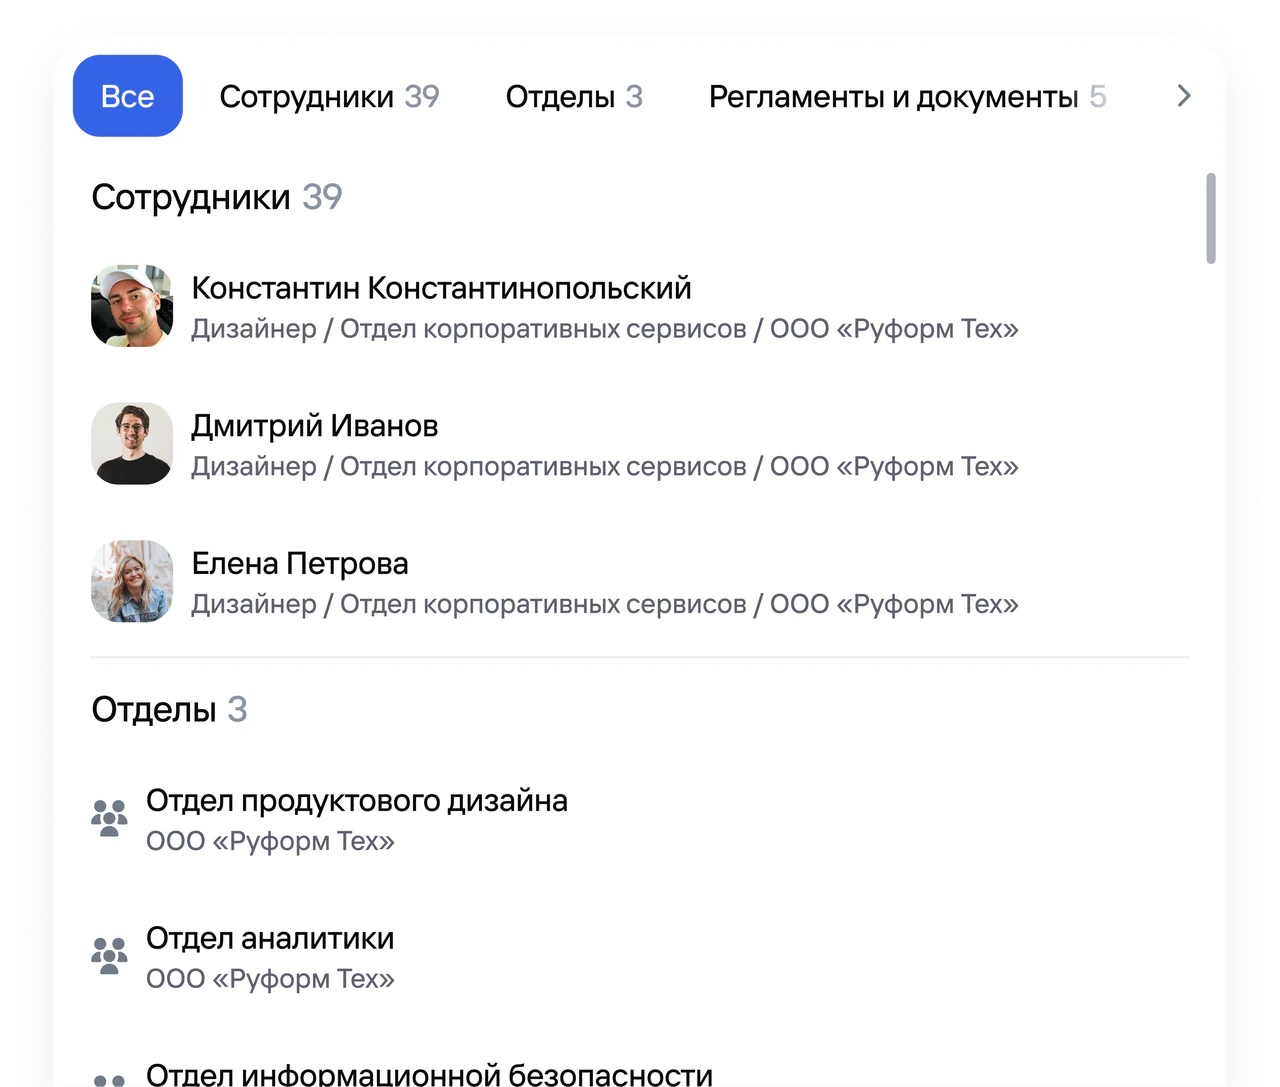 Все Сотрудники 39 Отделы 3 Регламенты и документы 5
Сотрудники 39
Константин Константинопольский
Дизайнер / Отдел корпоративных сервисов / ООО «Руформ Тех»
Дмитрий Иванов
Дизайнер / Отдел корпоративных сервисов / ООО «Руформ Тех»
Елена Петрова
Дизайнер / Отдел корпоративных сервисов / ООО «Руформ Тех»
Отделы 3
Отдел продуктового дизайна
ООО «Руформ Тех»
Отдел аналитики
ООО «Руформ Тех»
Отдел информационной безопасности